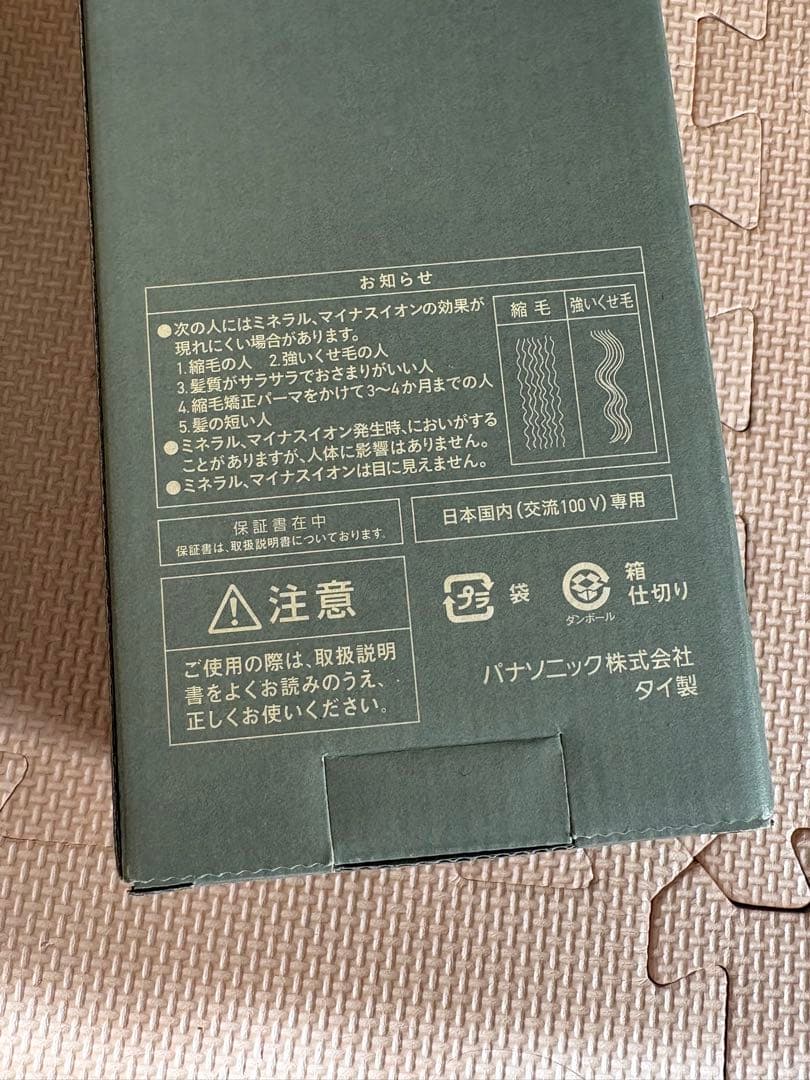 お知らせ
●次の人にはミネラル、マイナスイオンの効果が
現れにくい場合があります。
1.縮毛の人 2.強いくせ毛の人
3.髪質がサラサラでおさまりがいい人
4.縮毛矯正パーマをかけて3〜4か月までの人
5.髪の短い人
●ミネラル、マイナスイオン発生時、においがする
ことがありますが、人体に影響はありません。
●ミネラル、マイナスイオンは目に見えません。
縮毛
強いくせ毛
保証書在中
保証書は、取扱説明書についております。
日本国内(交流100V)専用
注意
ご使用の際は、取扱説明
書をよくお読みのうえ、
正しくお使いください。
プラ
袋
ダンボール
箱
仕切り
パナソニック株式会社
タイ製